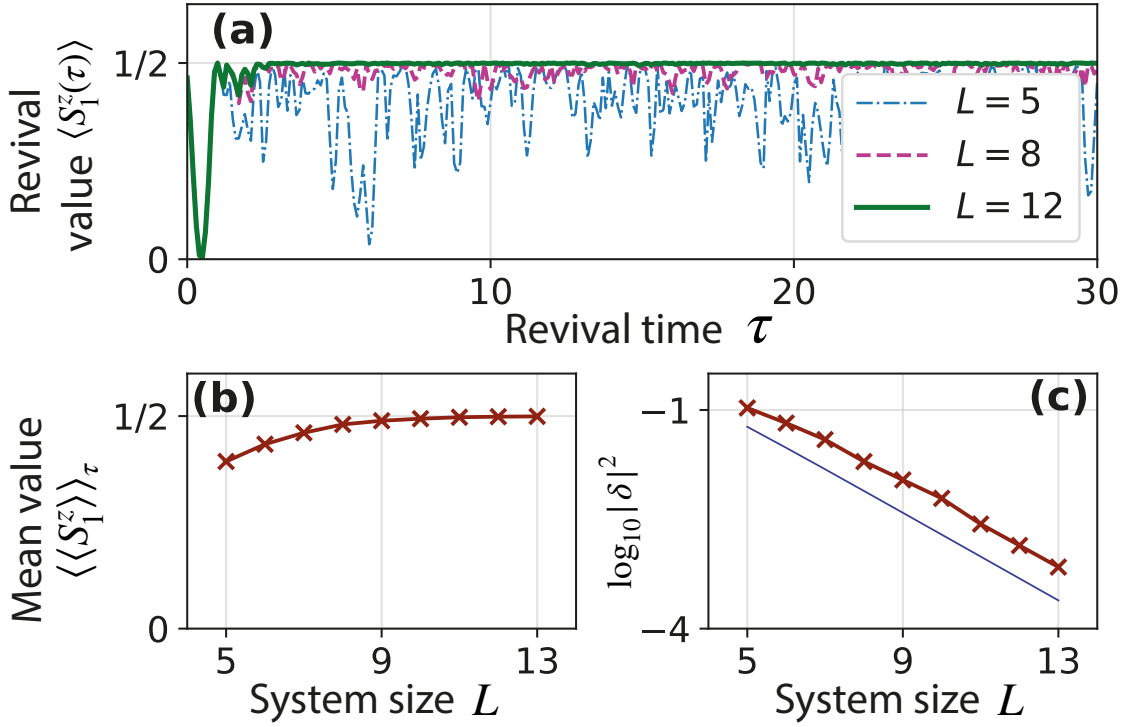 (a)
Revival
value ⟨S₁ᶻ(τ)⟩
1/2
0
L = 5
L = 8
L = 12
0 10 20 30
Revival time τ
(b)
Mean value
⟨⟨S₁ᶻ⟩⟩τ
1/2
0
5 9 13
System size L
(c)
log₁₀|δ|²
−1
−4
5 9 13
System size L